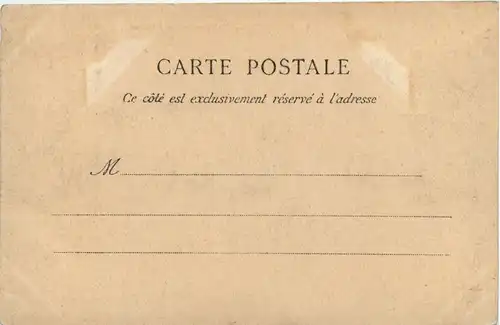 CARTE POSTALE
Ce côté est exclusivement réservé à l'adresse
M